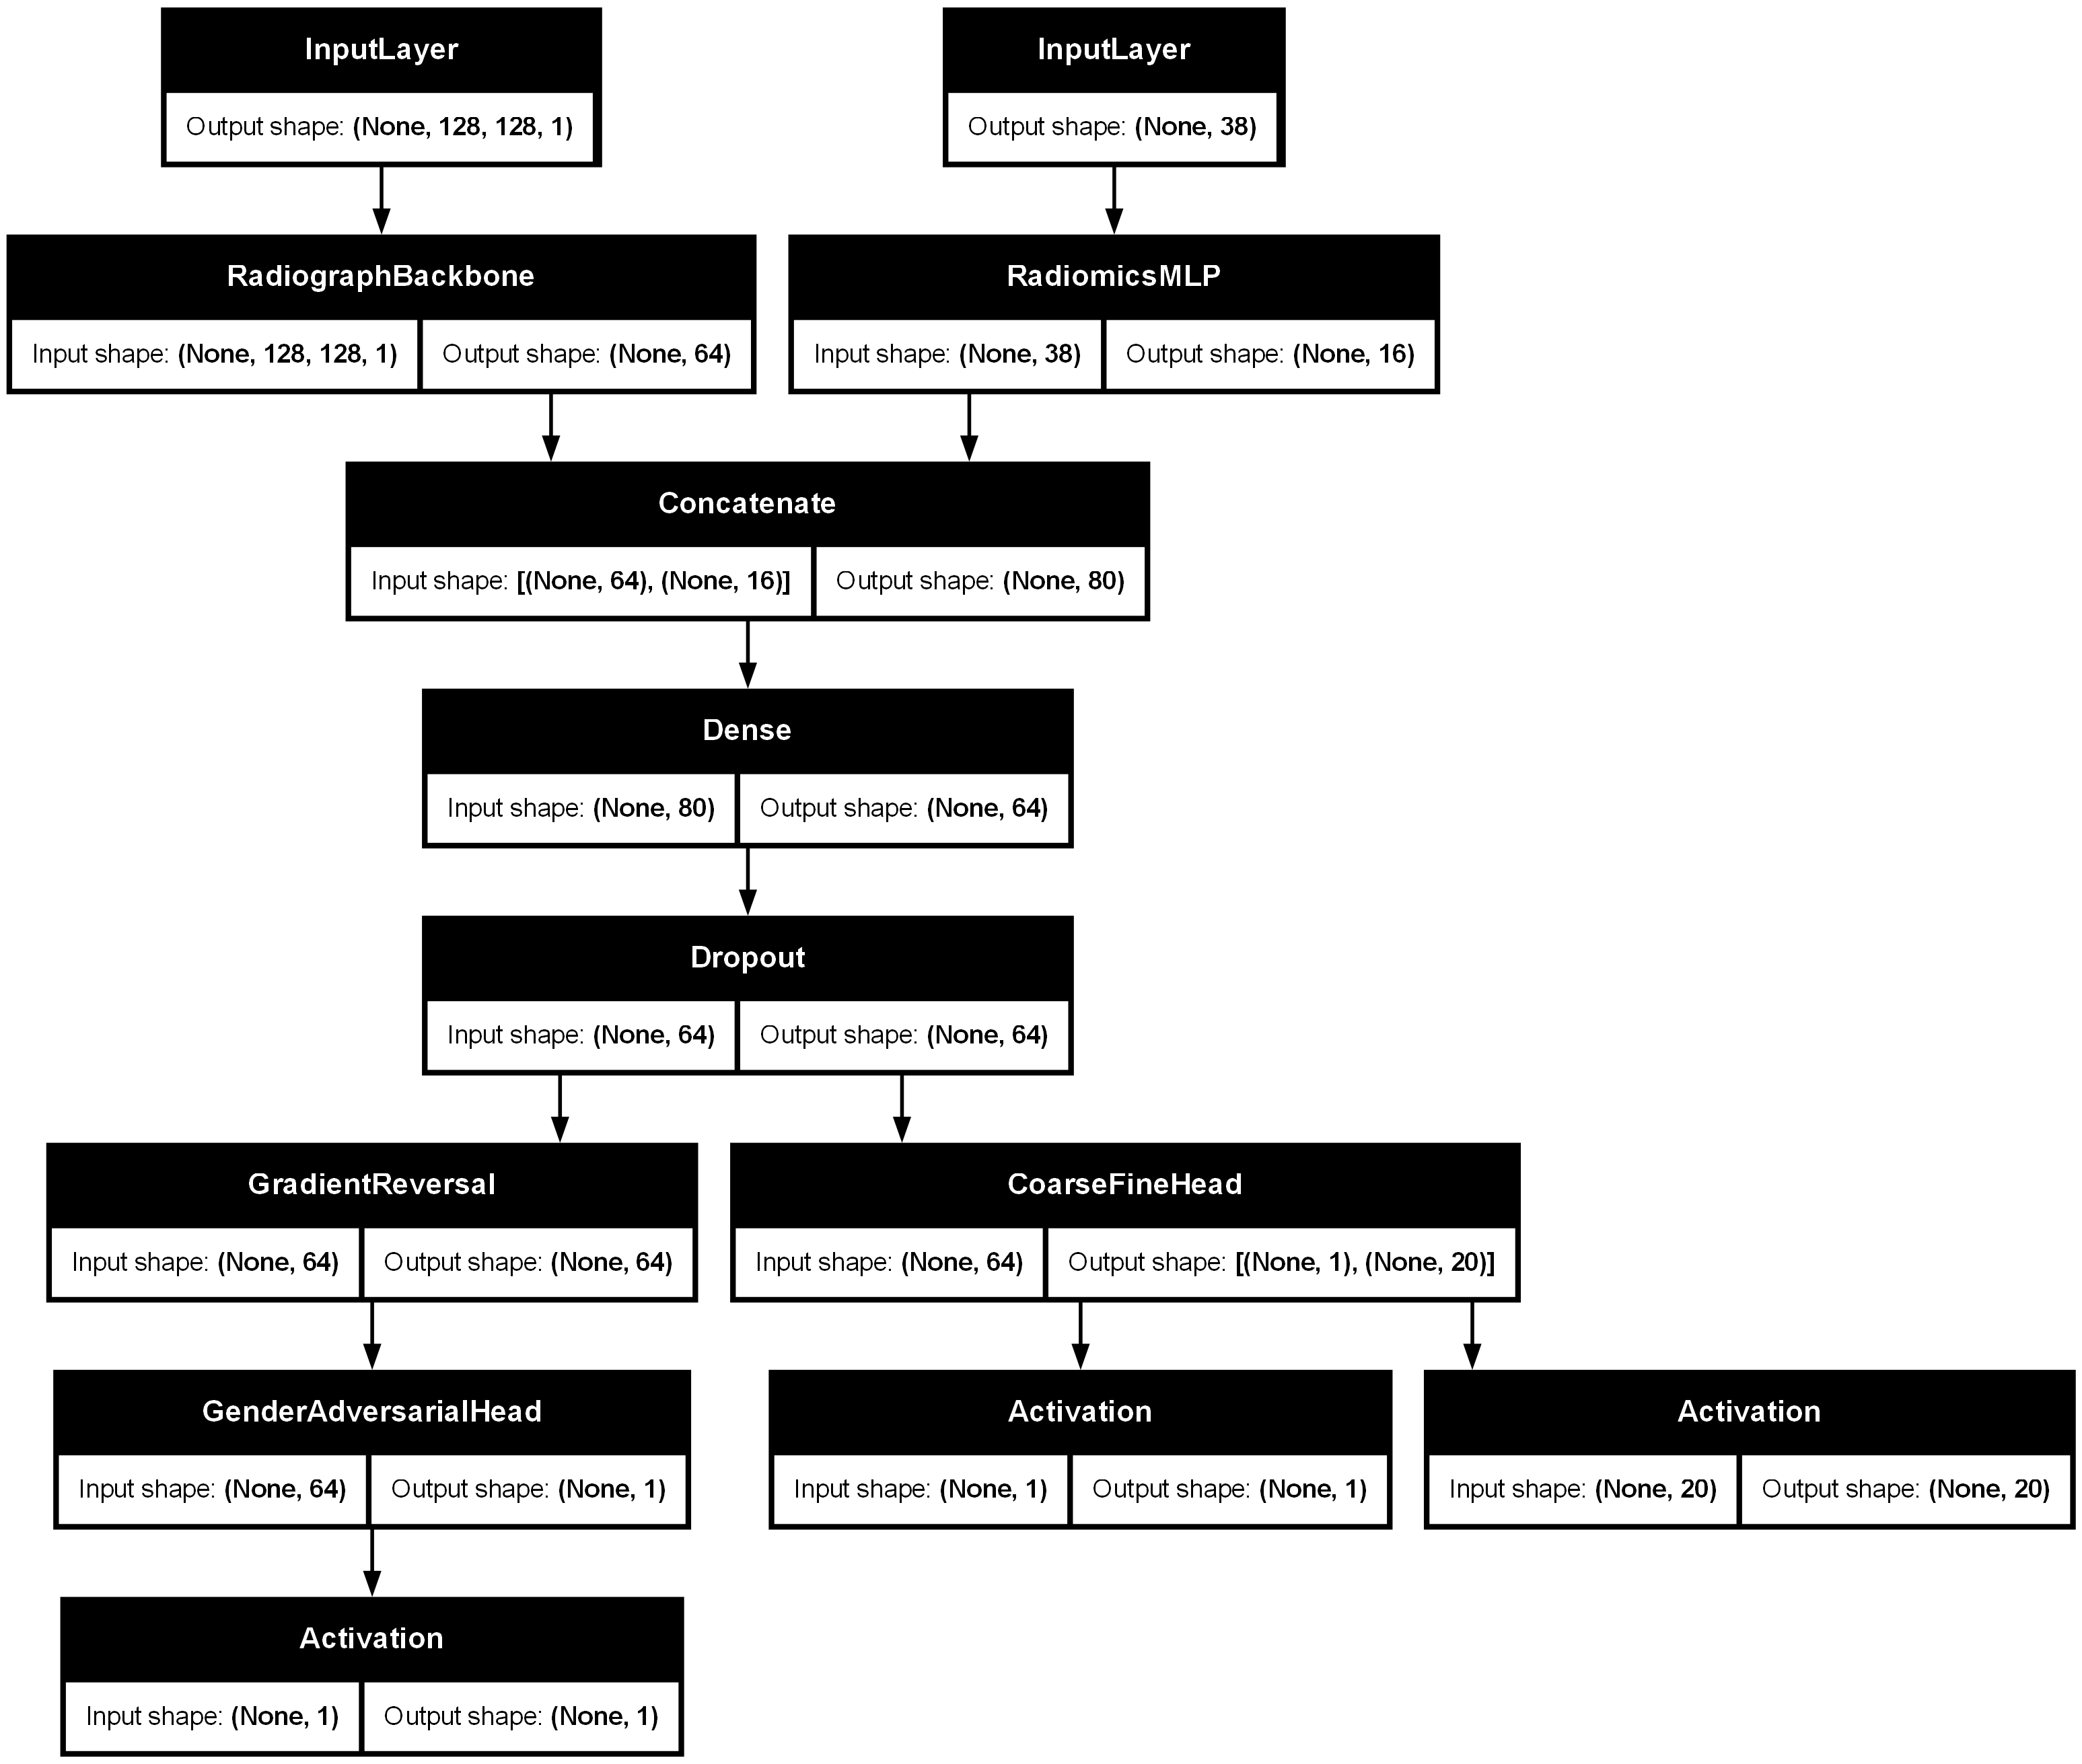 InputLayer
Output shape: (None, 128, 128, 1)
InputLayer
Output shape: (None, 38)
RadiographBackbone
Input shape: (None, 128, 128, 1)
Output shape: (None, 64)
RadiomicsMLP
Input shape: (None, 38)
Output shape: (None, 16)
Concatenate
Input shape: [(None, 64), (None, 16)]
Output shape: (None, 80)
Dense
Input shape: (None, 80)
Output shape: (None, 64)
Dropout
Input shape: (None, 64)
Output shape: (None, 64)
GradientReversal
Input shape: (None, 64)
Output shape: (None, 64)
CoarseFineHead
Input shape: (None, 64)
Output shape: [(None, 1), (None, 20)]
GenderAdversarialHead
Input shape: (None, 64)
Output shape: (None, 1)
Activation
Input shape: (None, 1)
Output shape: (None, 1)
Activation
Input shape: (None, 20)
Output shape: (None, 20)
Activation
Input shape: (None, 1)
Output shape: (None, 1)